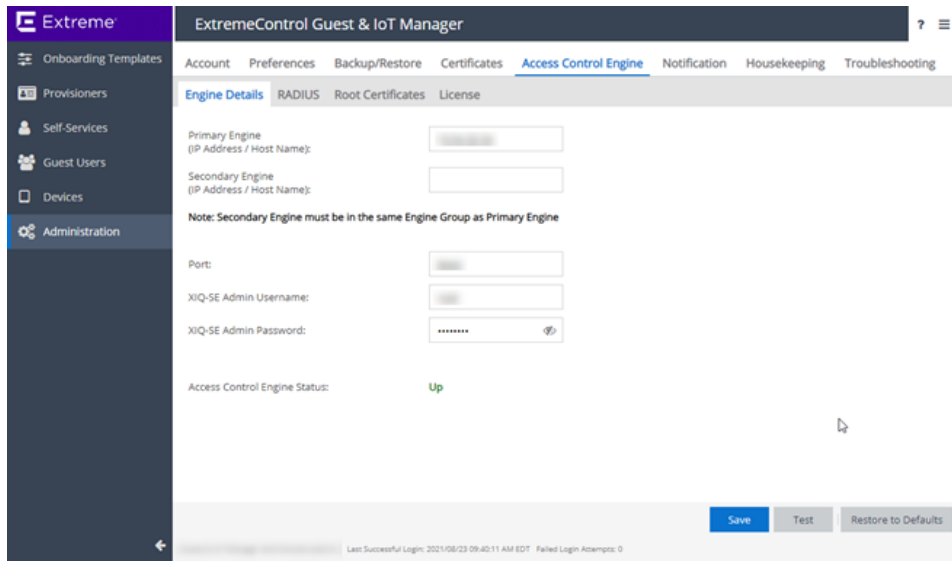 Extreme
ExtremeControl Guest & IoT Manager
?
Onboarding Templates
Provisioners
Self-Services
Guest Users
Devices
Administration
Account Preferences Backup/Restore Certificates Access Control Engine Notification Housekeeping Troubleshooting
Engine Details RADIUS Root Certificates License
Primary Engine
(IP Address / Host Name):
Secondary Engine
(IP Address / Host Name):
Note: Secondary Engine must be in the same Engine Group as Primary Engine
Port:
XIQ-SE Admin Username:
XIQ-SE Admin Password:
Access Control Engine Status: Up
Save Test Restore to Defaults
Last Successful Login: 2021/08/23 09:40:11 AM EDT Failed Login Attempts: 0